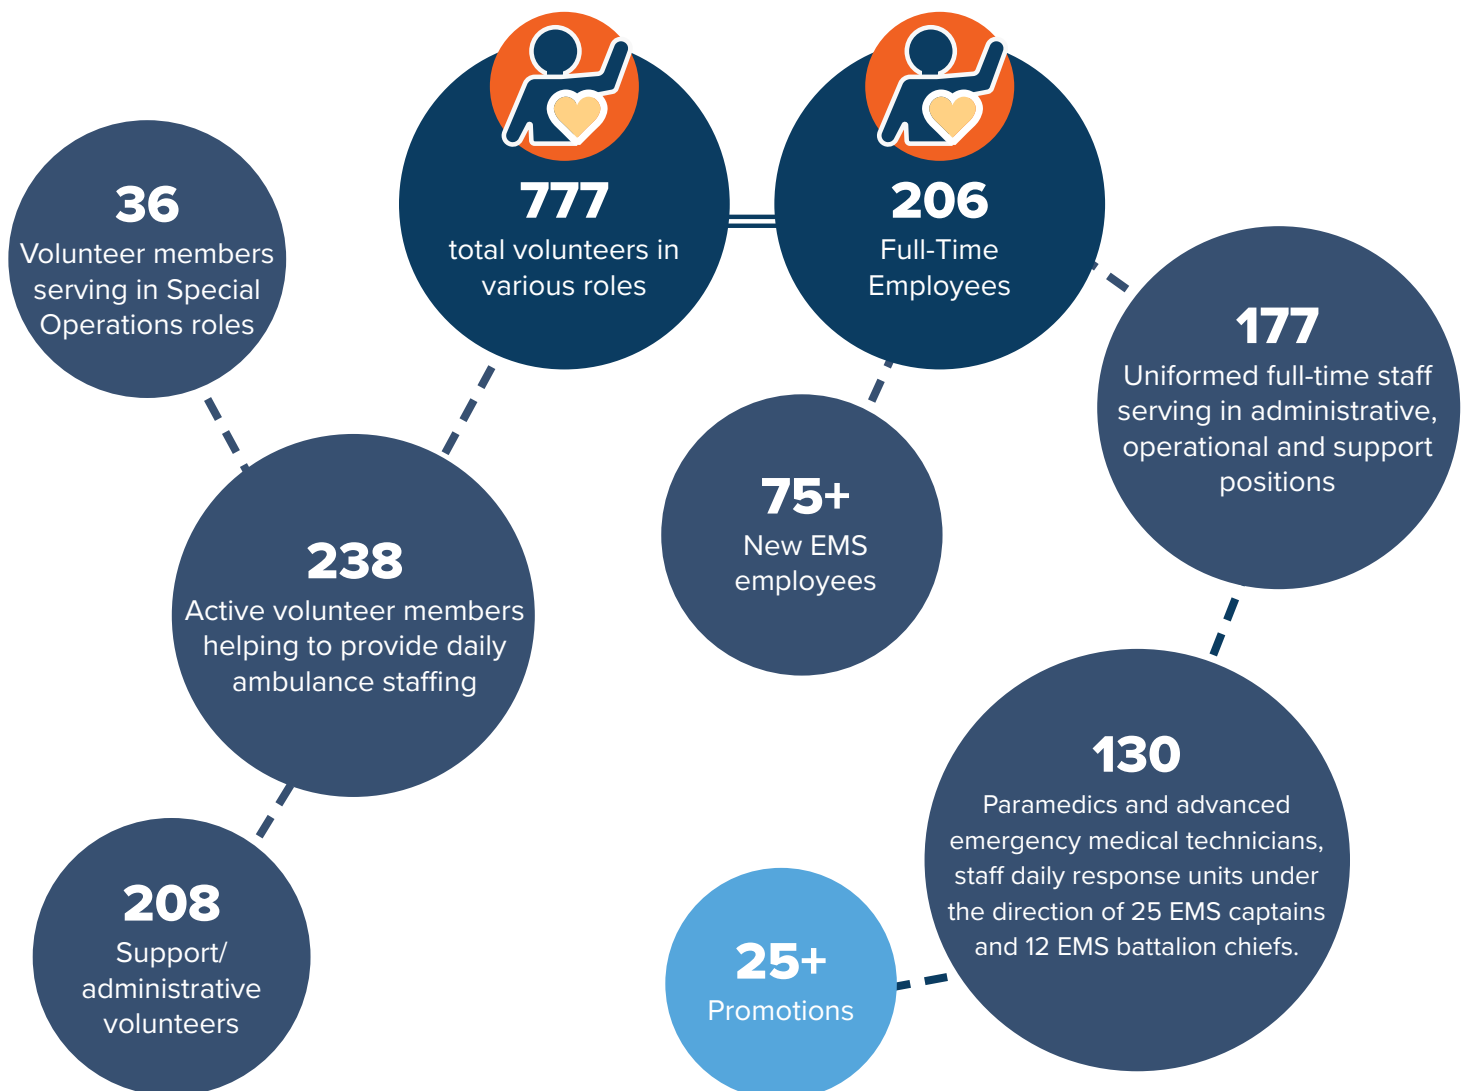 777
total volunteers in
various roles
206
Full-Time
Employees
36
Volunteer members
serving in Special
Operations roles
177
Uniformed full-time staff
serving in administrative,
operational and support
positions
75+
New EMS
employees
238
Active volunteer members
helping to provide daily
ambulance staffing
130
Paramedics and advanced
emergency medical technicians,
staff daily response units under
the direction of 25 EMS captains
and 12 EMS battalion chiefs.
208
Support/
administrative
volunteers
25+
Promotions